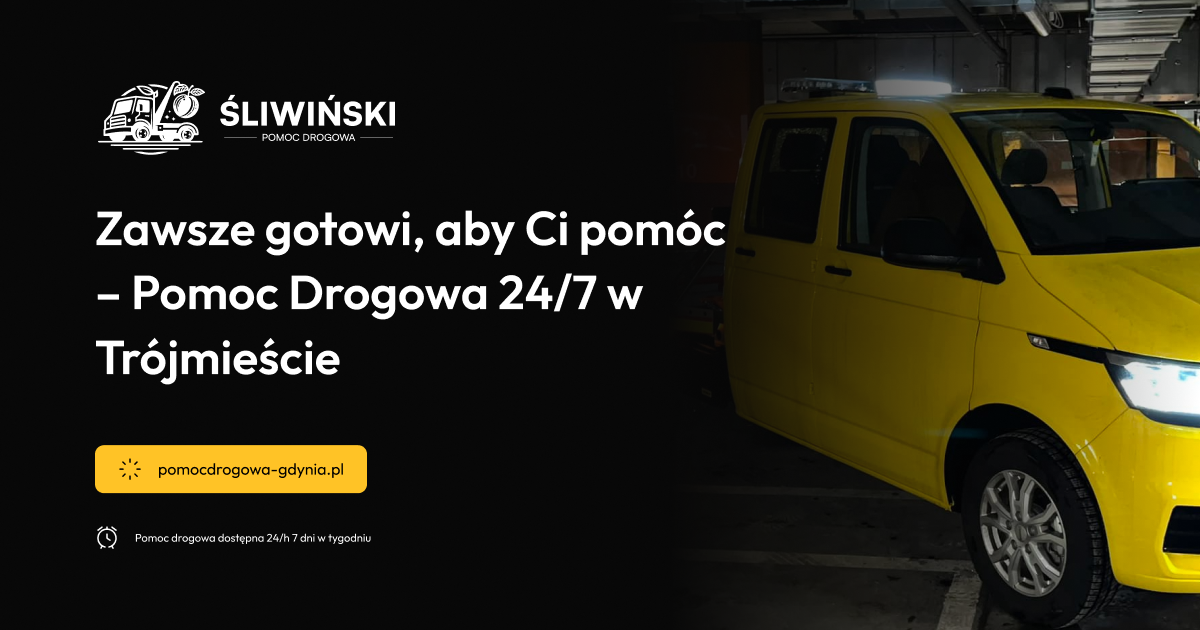 ŚLIWIŃSKI
POMOC DROGOWA
Zawsze gotowi, aby Ci pomóc
– Pomoc Drogowa 24/7 w
Trójmieście
pomocdrogowa-gdynia.pl
Pomoc drogowa dostępna 24/h 7 dni w tygodniu